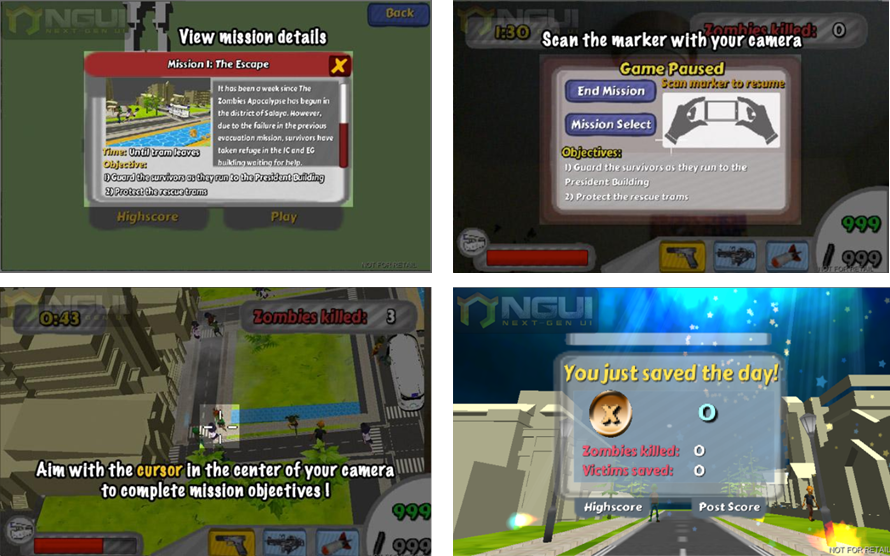 NGUI
NEXT-GEN UI
Back
View mission details
Mission 1: The Escape
X
It has been a week since The
Zombies Apocalypse has begun in
the district of Salaya. However,
due to the failure in the previous
evacuation mission, survivors have
taken refuge in the IC and EG
building waiting for help.
Time: Until tram leaves
Objective:
1) Guard the survivors as they run to the President Building
2) Protect the rescue trams
Highscore
Play
NOT FOR RETAIL
NGUI
1:30
Zombies killed: 0
Scan the marker with your camera
Game Paused
End Mission
Scan marker to resume
Mission Select
Objectives:
1) Guard the survivors as they run to the
President Building
2) Protect the rescue trams
999
999
NOT FOR RETAIL
NGUI
0:43
Zombies killed: 3
Aim with the cursor in the center of your camera
to complete mission objectives !
999
999
NGUI
NEXT-GEN UI
You just saved the day!
X
0
Zombies killed: 0
Victims saved: 0
Highscore
Post Score
NOT FOR RETAIL